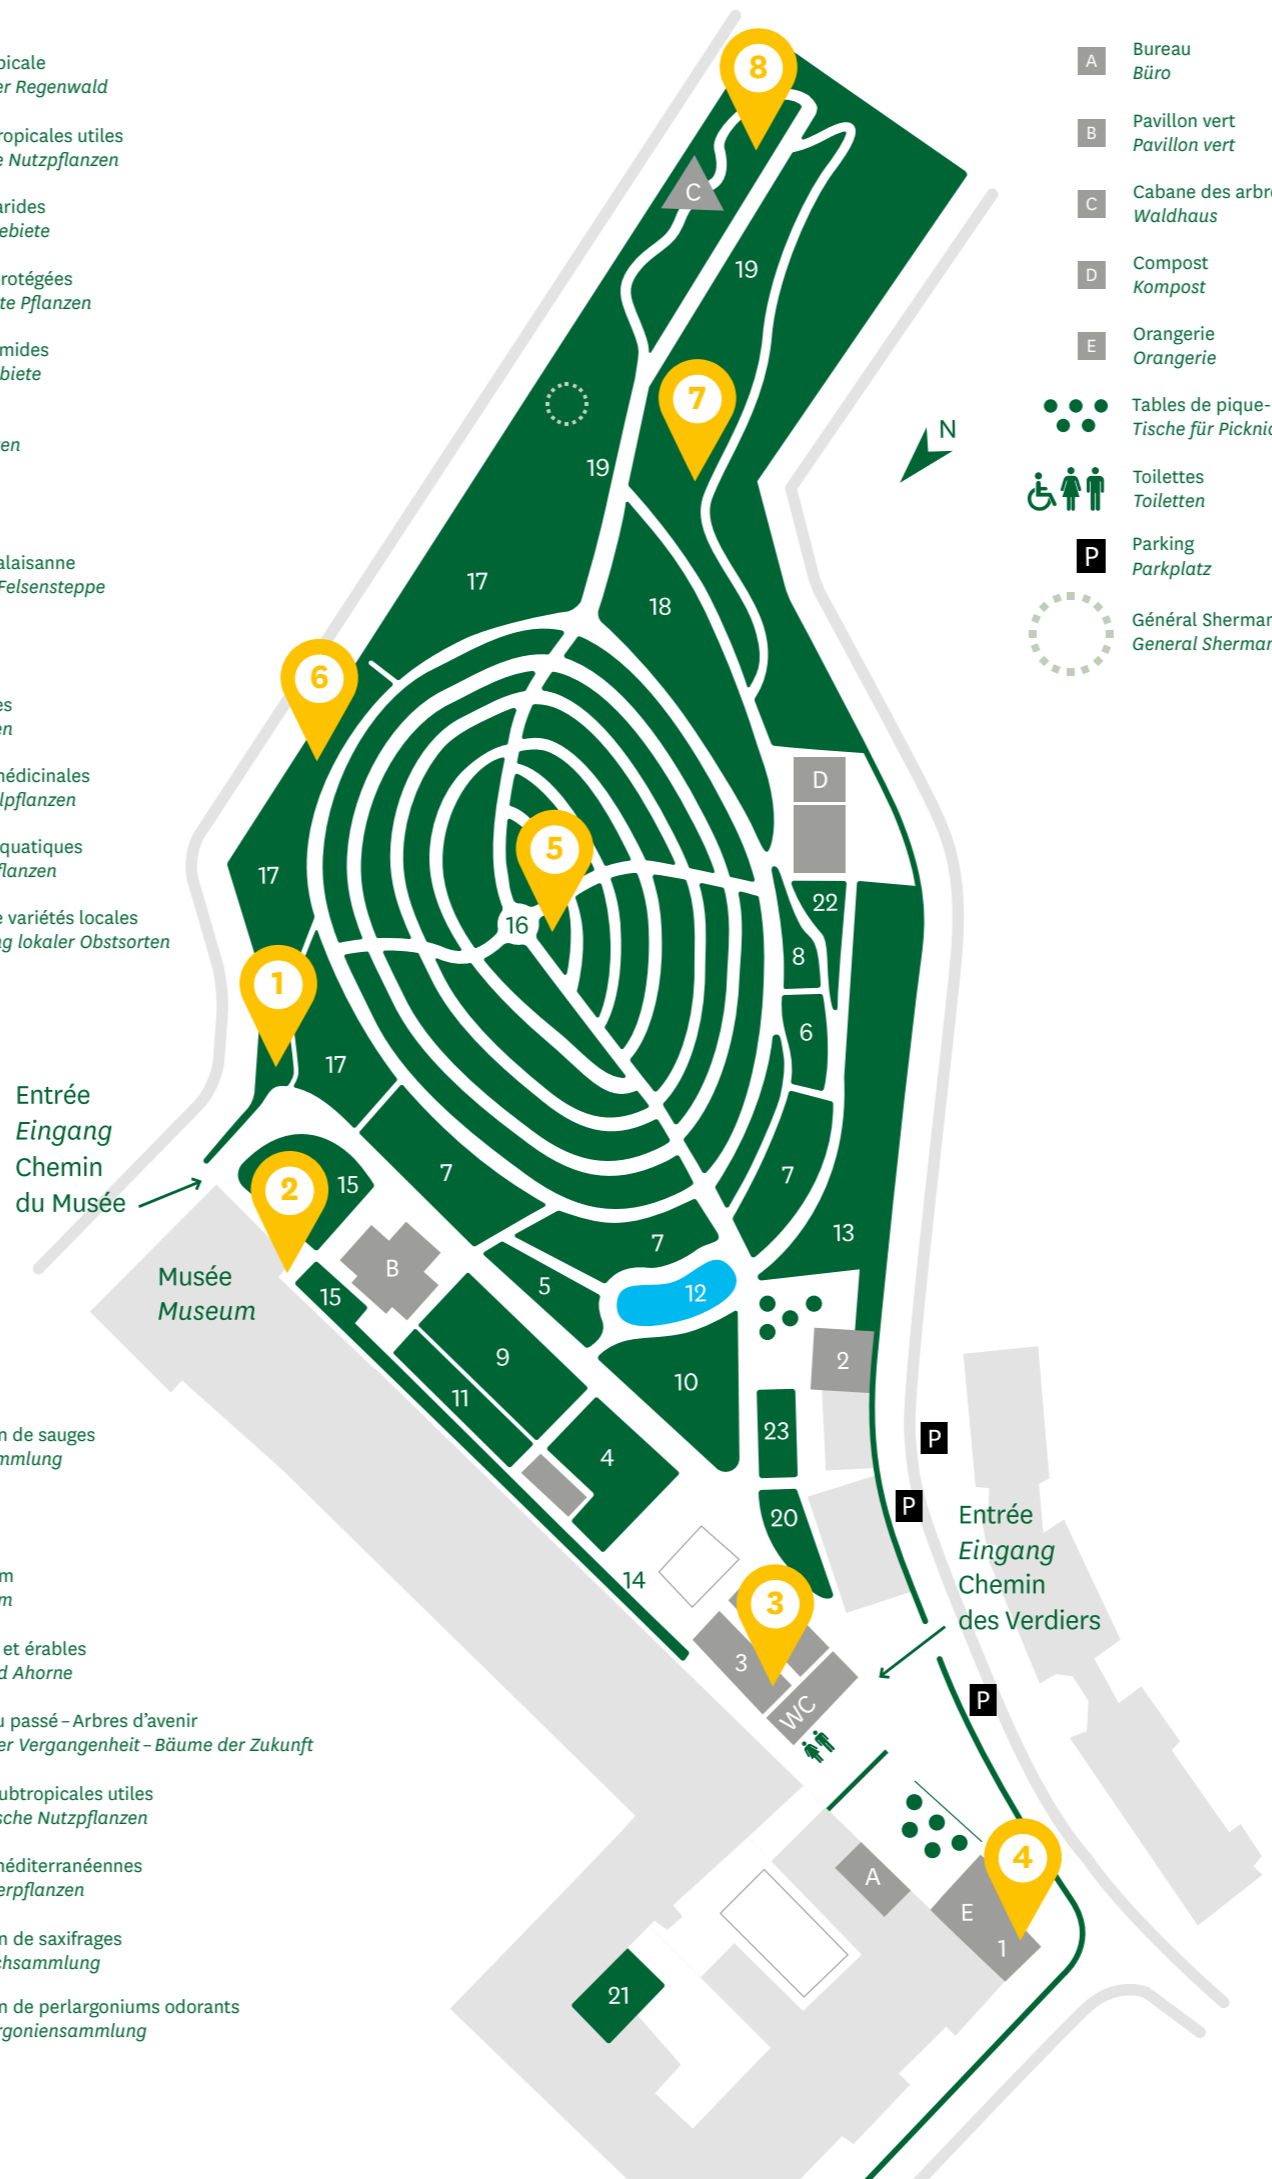 picale
er Regenwald
ropicales utiles
e Nutzpflanzen
arides
ebiete
rotégées
te Pflanzen
mides
biete
en
alaisanne
Felsensteppe
es
en
nédicinales
lpflanzen
quatiques
flanzen
e variétés locales
ng lokaler Obstsorten
Entrée
Eingang
Chemin
du Musée
Musée
Museum
n de sauges
mmlung
m
m
et érables
d Ahorne
u passé – Arbres d’avenir
er Vergangenheit – Bäume der Zukunft
ubtropicales utiles
sche Nutzpflanzen
néditerranéennes
erpflanzen
n de saxifrages
chsammlung
n de perlargoniums odorants
rgoniensammlung
8
C
19
7
19
17
18
6
D
5
17
22
16
8
1
6
17
7
7
2
15
13
7
B
5
12
15
9
2
10
11
23
4
P
20
P
14
3
3
WC
P
4
A
E
1
21
N
Entrée
Eingang
Chemin
des Verdiers
A
Bureau
Büro
B
Pavillon vert
Pavillon vert
C
Cabane des arbr
Waldhaus
D
Compost
Kompost
E
Orangerie
Orangerie
Tables de pique-
Tische für Picknic
Toilettes
Toiletten
P
Parking
Parkplatz
Général Sherman
General Sherman